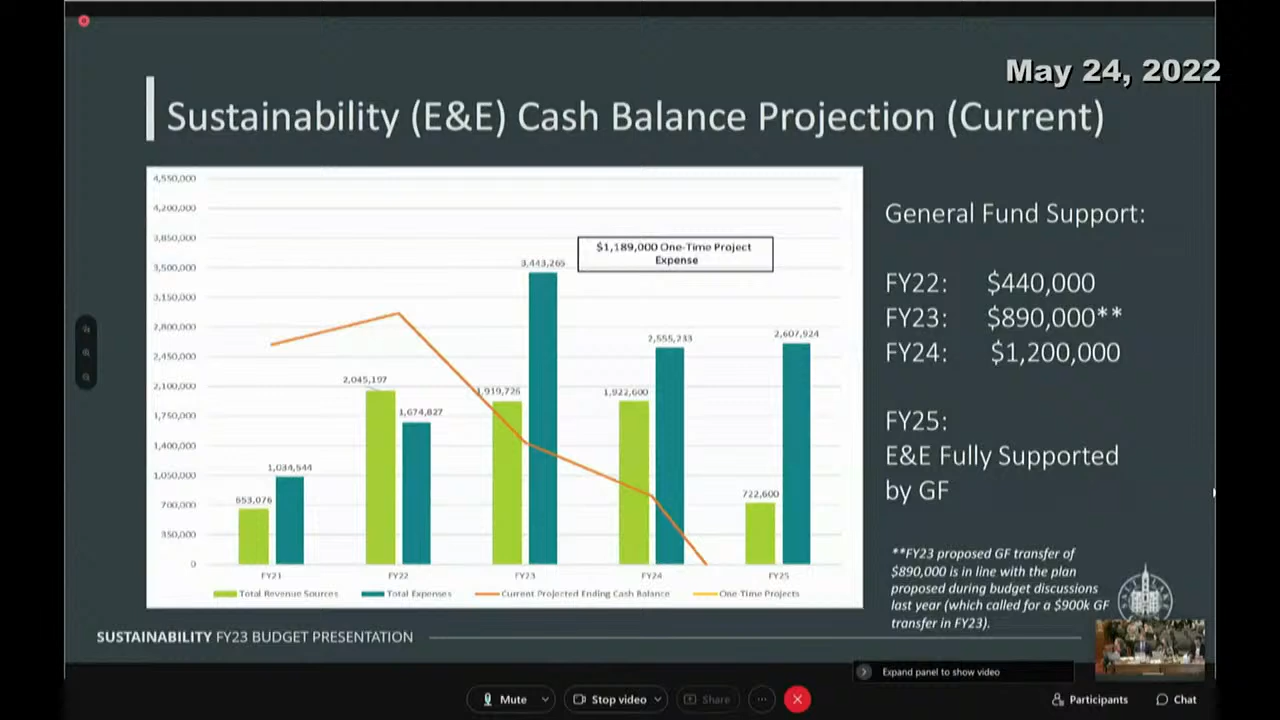 May 24, 2022
Sustainability (E&E) Cash Balance Projection (Current)
4,550,000
4,200,000
3,850,000
3,500,000
3,150,000
2,800,000
2,450,000
2,100,000
1,750,000
1,400,000
1,050,000
700,000
350,000
0
$1,189,000 One-Time Project
Expense
653,076
1,034,544
2,045,197
1,674,827
1,919,726
3,443,265
1,922,600
2,555,233
722,600
2,607,924
FY21
FY22
FY23
FY24
FY25
Total Revenue Sources
Total Expenses
Current Projected Ending Cash Balance
One-Time Projects
General Fund Support:
FY22: $440,000
FY23: $890,000**
FY24: $1,200,000
FY25:
E&E Fully Supported
by GF
**FY23 proposed GF transfer of
$890,000 is in line with the plan
proposed during budget discussions
last year (which called for a $900k GF
transfer in FY23).
SUSTAINABILITY FY23 BUDGET PRESENTATION
Expand panel to show video
Mute
Stop video
Share
Participants
Chat